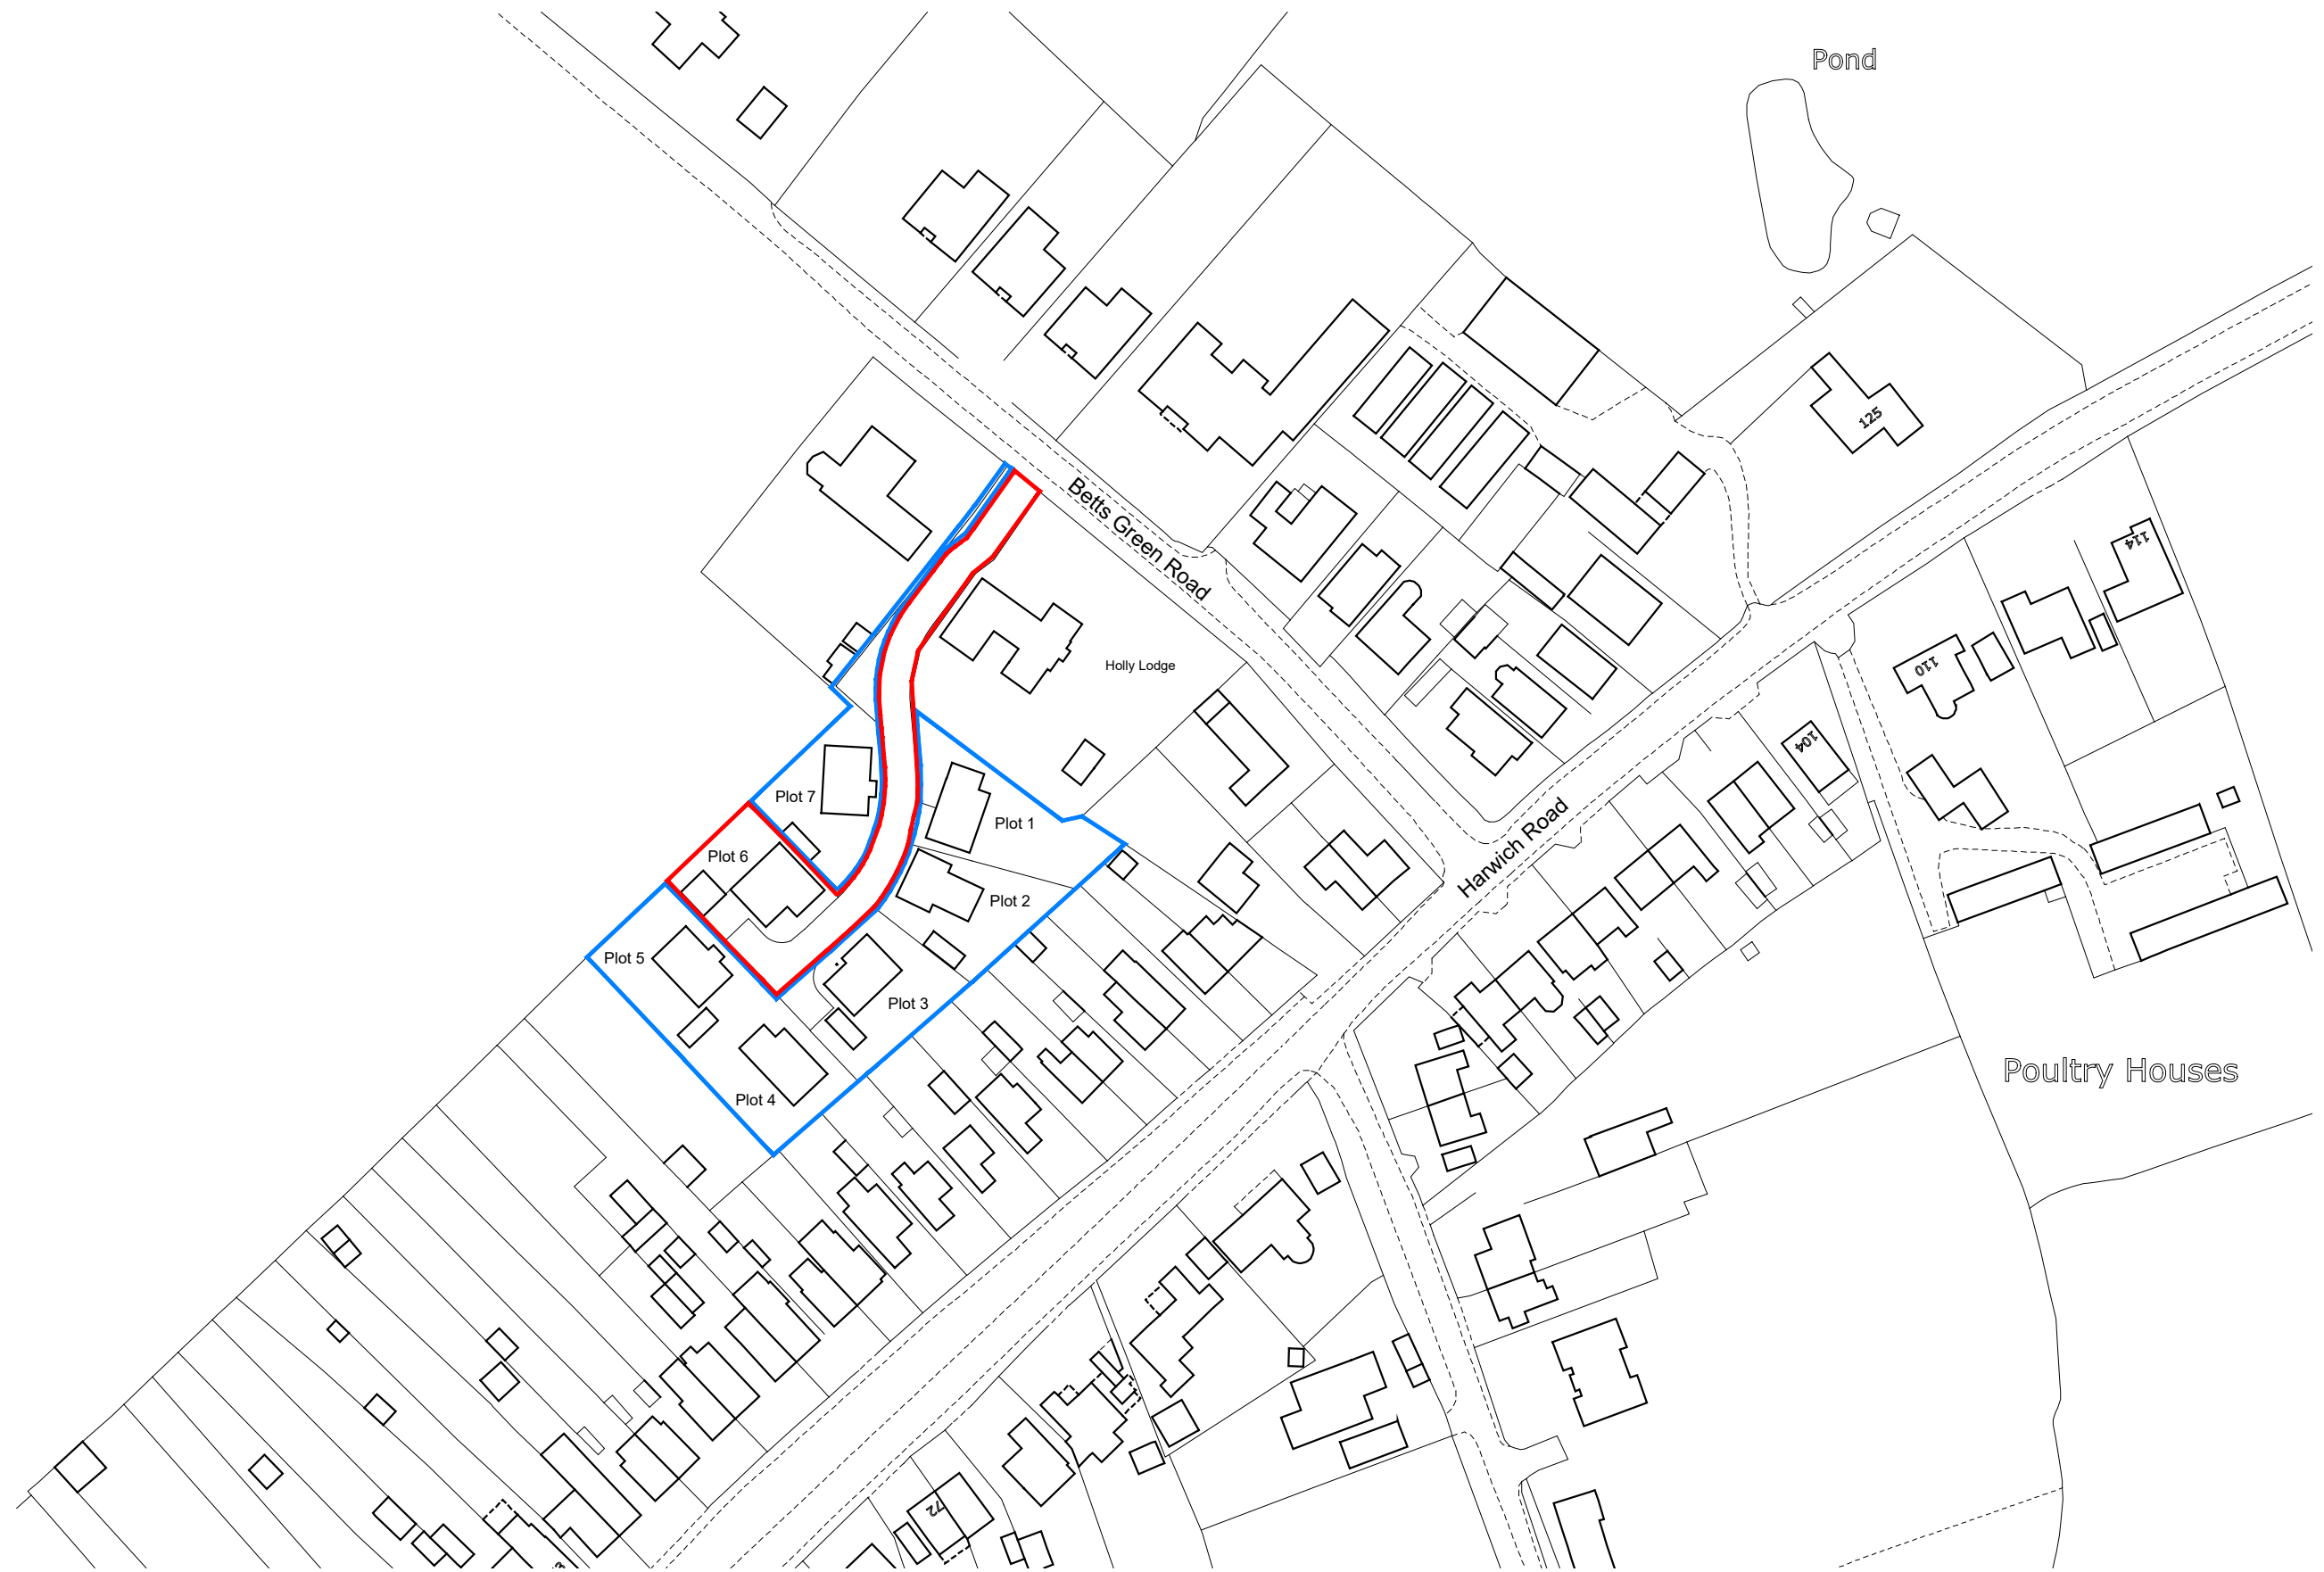 Pond
125
Betts Green Road
114
Holly Lodge
110
104
Plot 7
Plot 1
Harwich Road
Plot 6
Plot 2
Plot 5
Plot 3
Poultry Houses
Plot 4
72